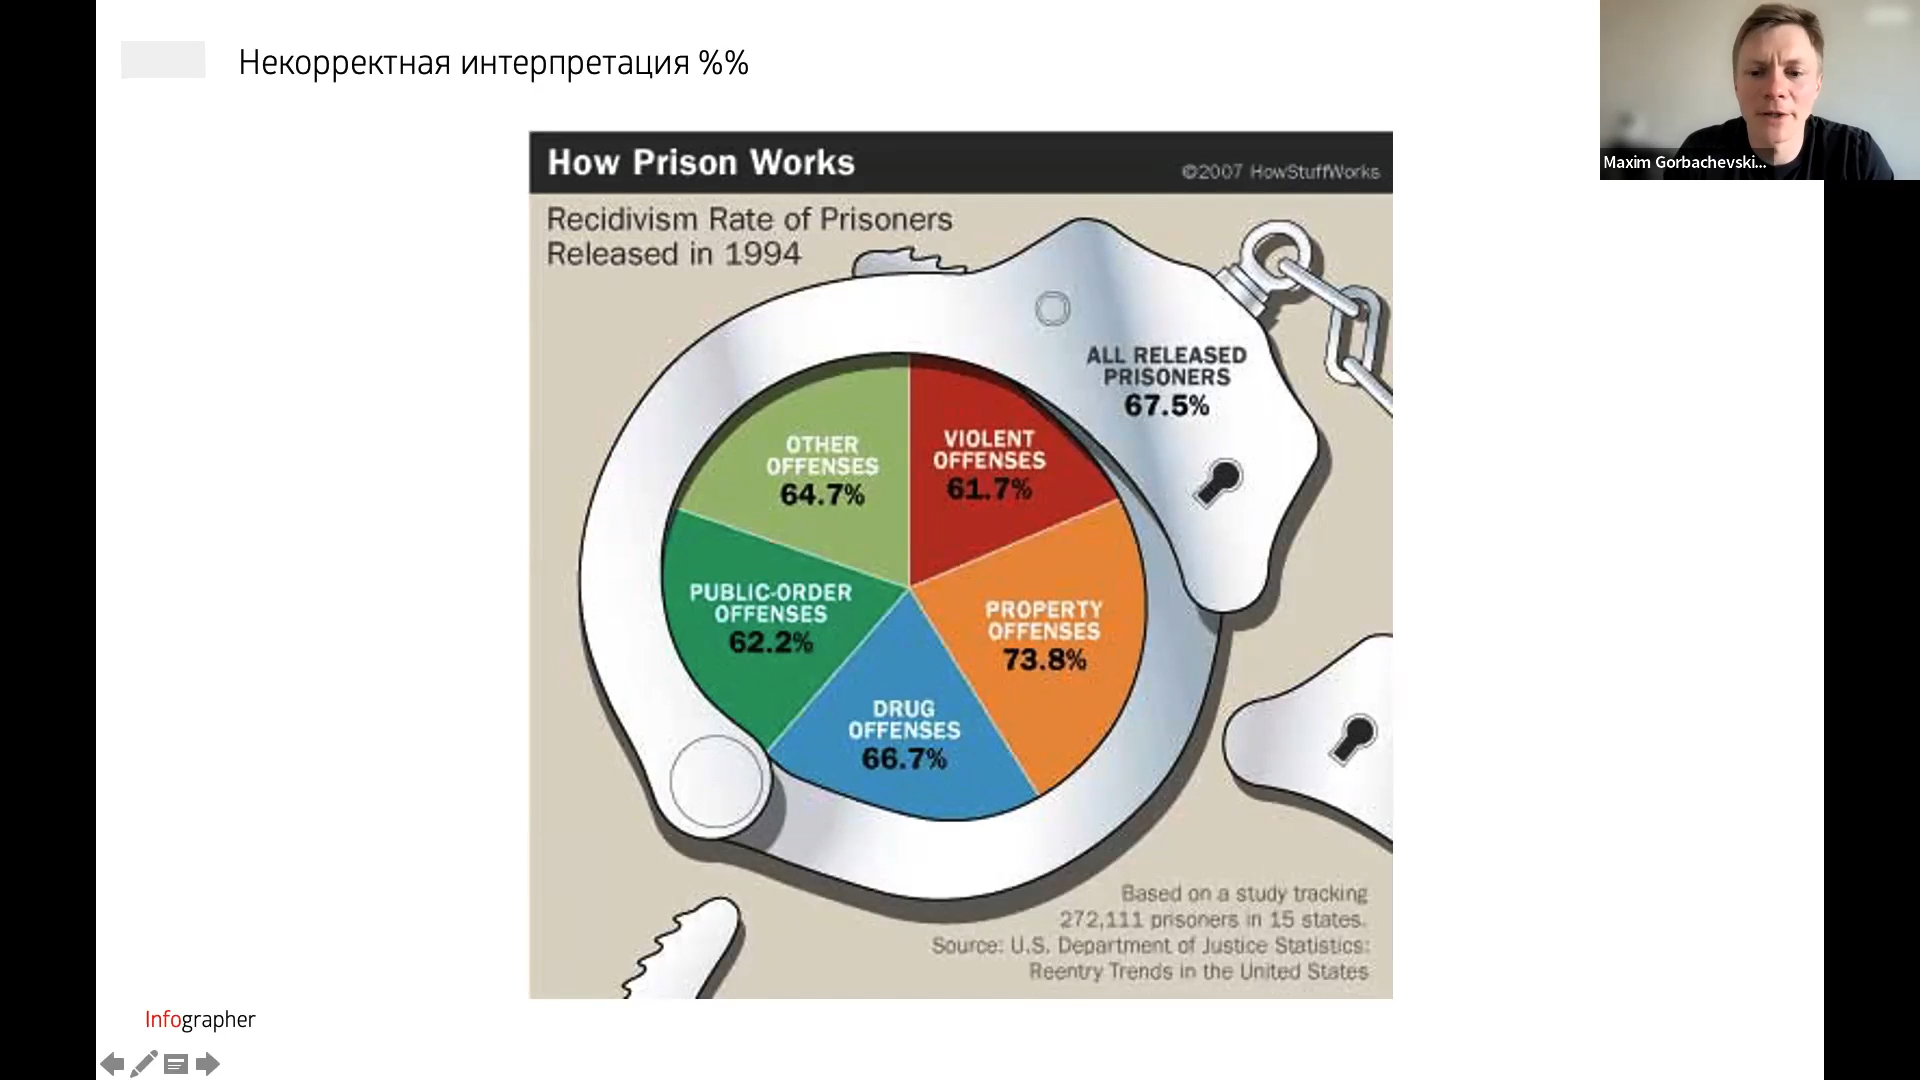 Некорректная интерпретация %%
Maxim Gorbachevski...
How Prison Works
©2007 HowStuffWorks
Recidivism Rate of Prisoners
Released in 1994
ALL RELEASED
PRISONERS
67.5%
OTHER
OFFENSES
64.7%
VIOLENT
OFFENSES
61.7%
PUBLIC-ORDER
OFFENSES
62.2%
PROPERTY
OFFENSES
73.8%
DRUG
OFFENSES
66.7%
Based on a study tracking
272,111 prisoners in 15 states.
Source: U.S. Department of Justice Statistics:
Reentry Trends in the United States
Infographer